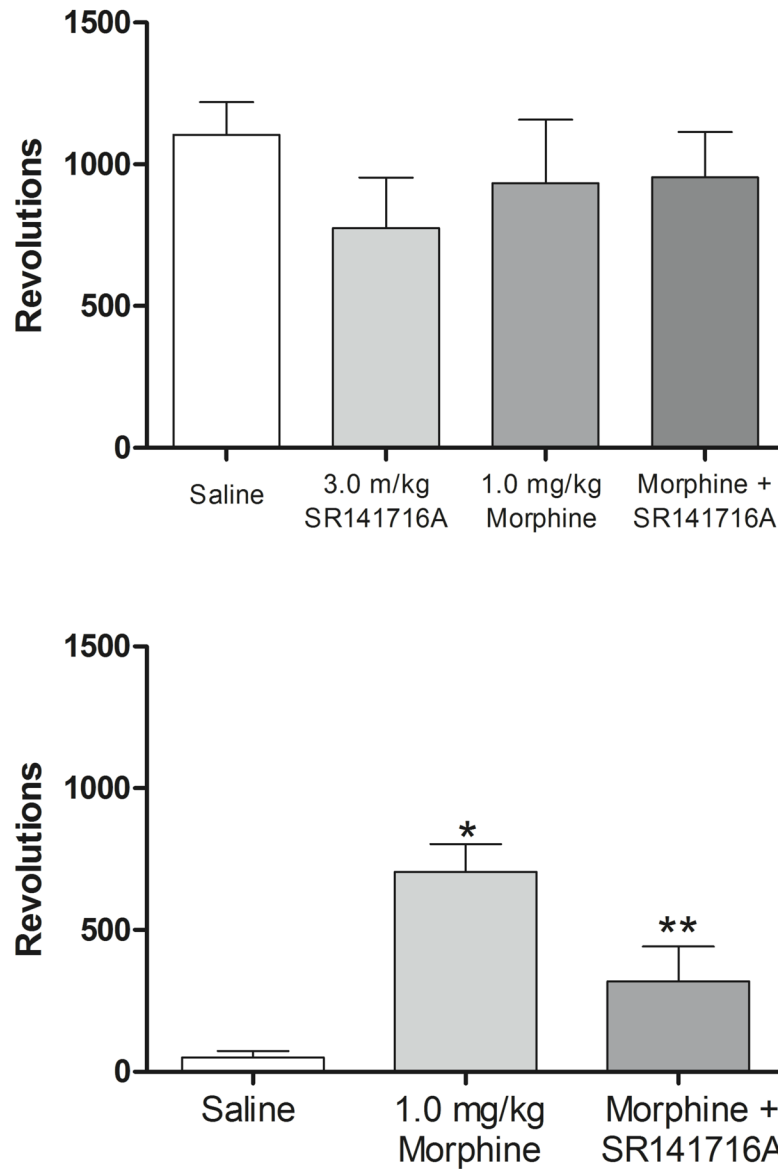 1500
1000
500
0
Revolutions
Saline
3.0 m/kg
SR141716A
1.0 mg/kg
Morphine
Morphine +
SR141716A
1500
1000
500
0
Revolutions
*
**
Saline
1.0 mg/kg
Morphine
Morphine +
SR141716A